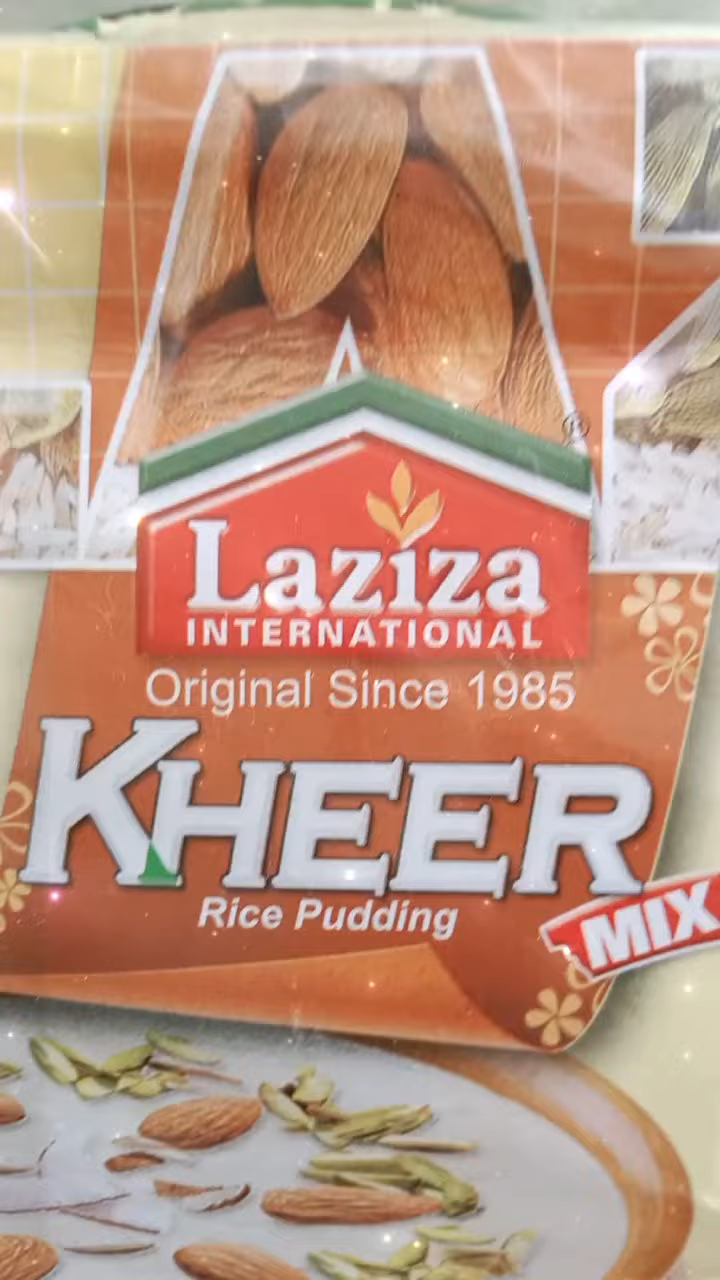 ®
Laziza
INTERNATIONAL
Original Since 1985
KHEER
Rice Pudding
MIX